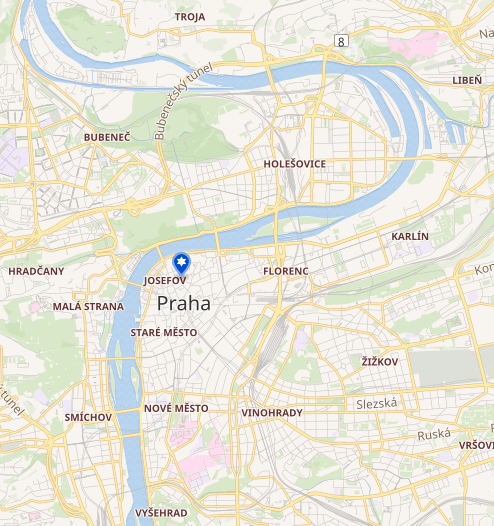 TROJA
8
Na
LIBEŇ
Bubenečský tunel
BUBENEČ
HOLEŠOVICE
KARLÍN
HRADČANY
JOSEFOV
FLORENC
Kon
MALÁ STRANA
Praha
STARÉ MĚSTO
ŽIŽKOV
tunel
Slezská
NOVÉ MĚSTO
VINOHRADY
SMÍCHOV
Ruská
VRŠOVI
VYŠEHRAD